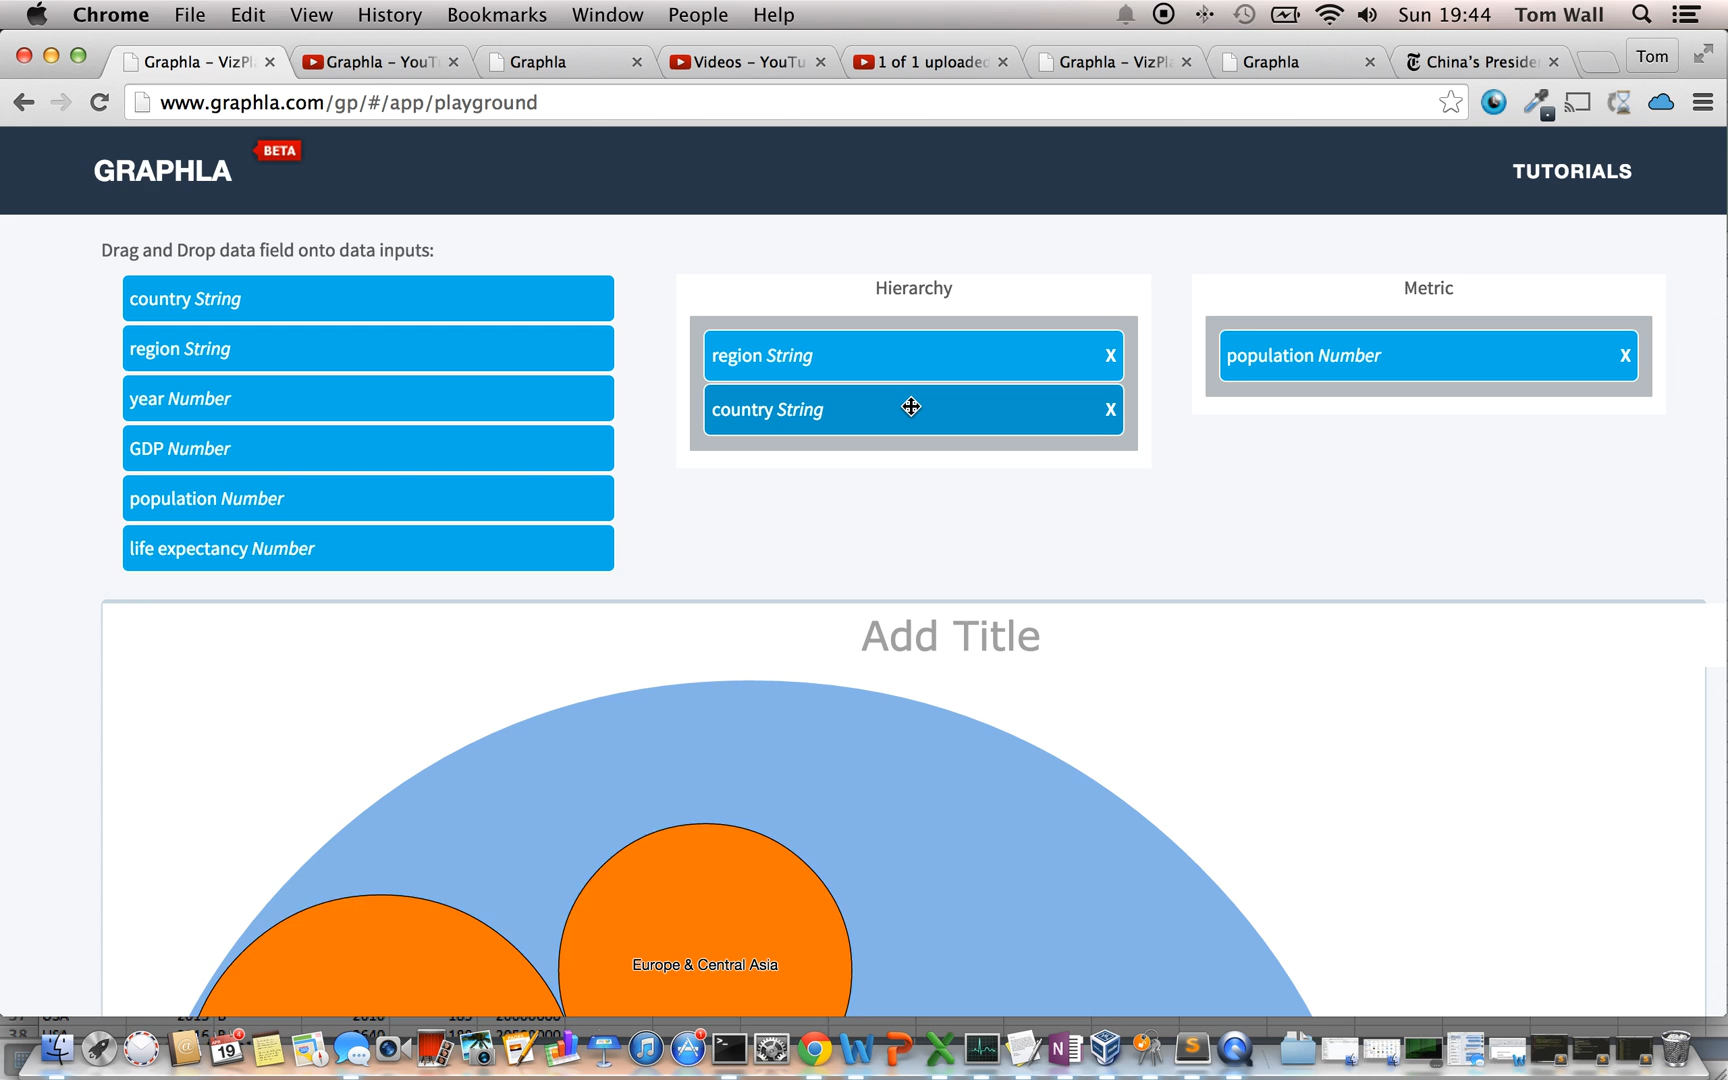 Chrome File Edit View History Bookmarks Window People Help Sun 19:44 Tom Wall
Graphla – VizPl Graphla – YouT Graphla Videos – YouTu 1 of 1 uploaded Graphla – VizPl Graphla China's Preside Tom
www.graphla.com/gp/#/app/playground
GRAPHLA BETA TUTORIALS
Drag and Drop data field onto data inputs:
country String
region String
year Number
GDP Number
population Number
life expectancy Number
Hierarchy
region String X
country String X
Metric
population Number X
Add Title
Europe & Central Asia